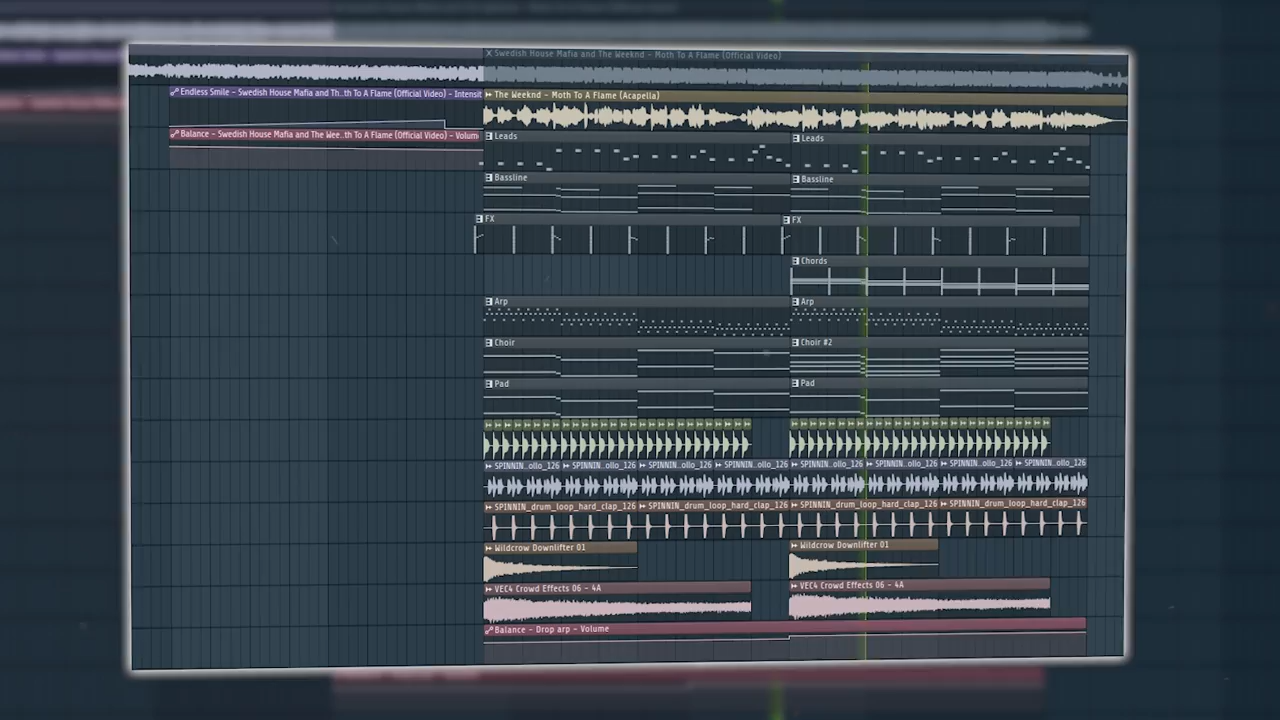 Swedish House Mafia and The Weeknd - Moth To A Flame (Official Video)
Endless Smile - Swedish House Mafia and Th..th To A Flame (Official Video) - Intensit
The Weeknd - Moth To A Flame (Acapella)
Balance - Swedish House Mafia and The Wee..th To A Flame (Official Video) - Volum
Leads Leads
Bassline Bassline
FX FX
Chords
Arp Arp
Choir Choir #2
Pad Pad
SPINNIN..ollo_126 SPINNIN..ollo_126 SPINNIN..ollo_126 SPINNIN..ollo_126 SPINNIN..ollo_126 SPINNIN..ollo_126 SPINNIN..ollo_126 SPINNIN..ollo_126
SPINNIN_drum_loop_hard_clap_126 SPINNIN_drum_loop_hard_clap_126 SPINNIN_drum_loop_hard_clap_126 SPINNIN_drum_loop_hard_clap_126
Wildcrow Downlifter 01 Wildcrow Downlifter 01
VEC4 Crowd Effects 06 - 4A VEC4 Crowd Effects 06 - 4A
Balance - Drop arp - Volume